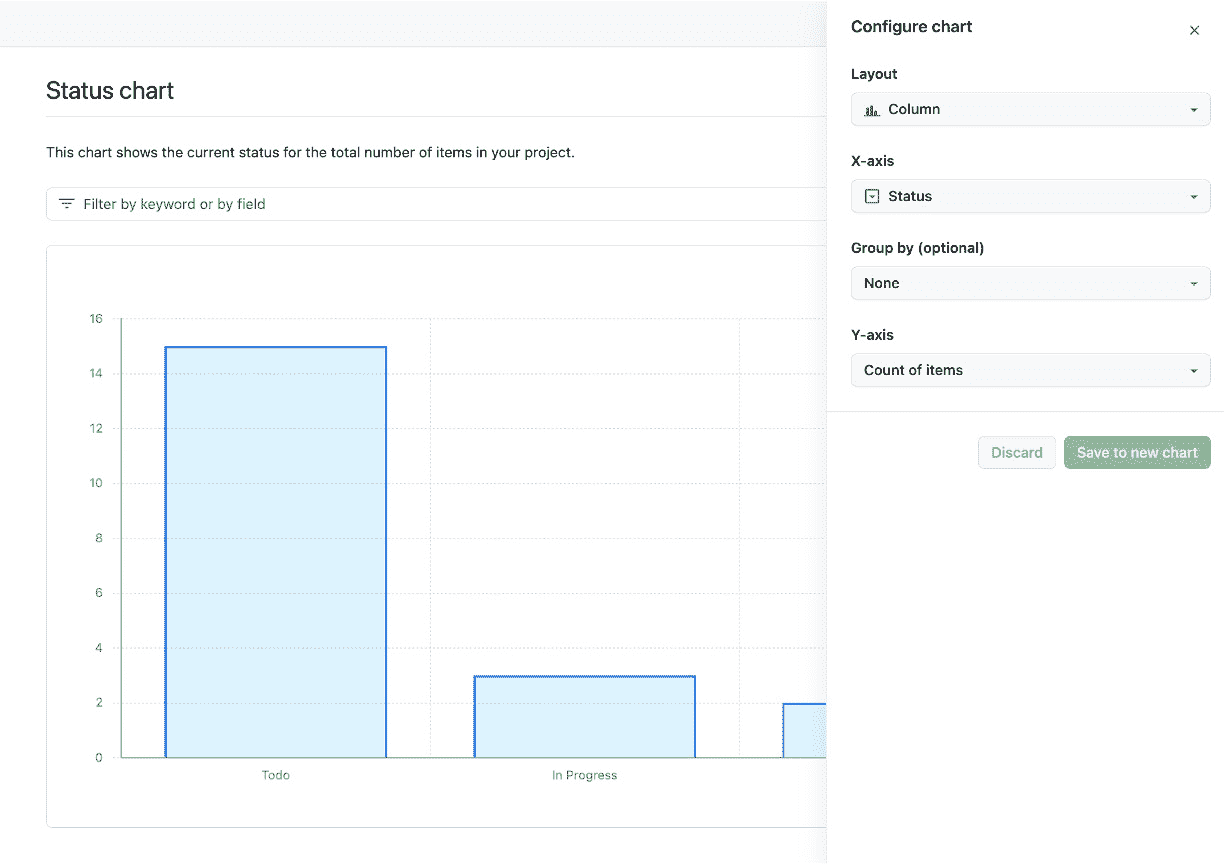 Status chart
This chart shows the current status for the total number of items in your project.
Filter by keyword or by field
16
14
12
10
8
6
4
2
0
Todo
In Progress
Configure chart
Layout
Column
X-axis
Status
Group by (optional)
None
Y-axis
Count of items
Discard
Save to new chart